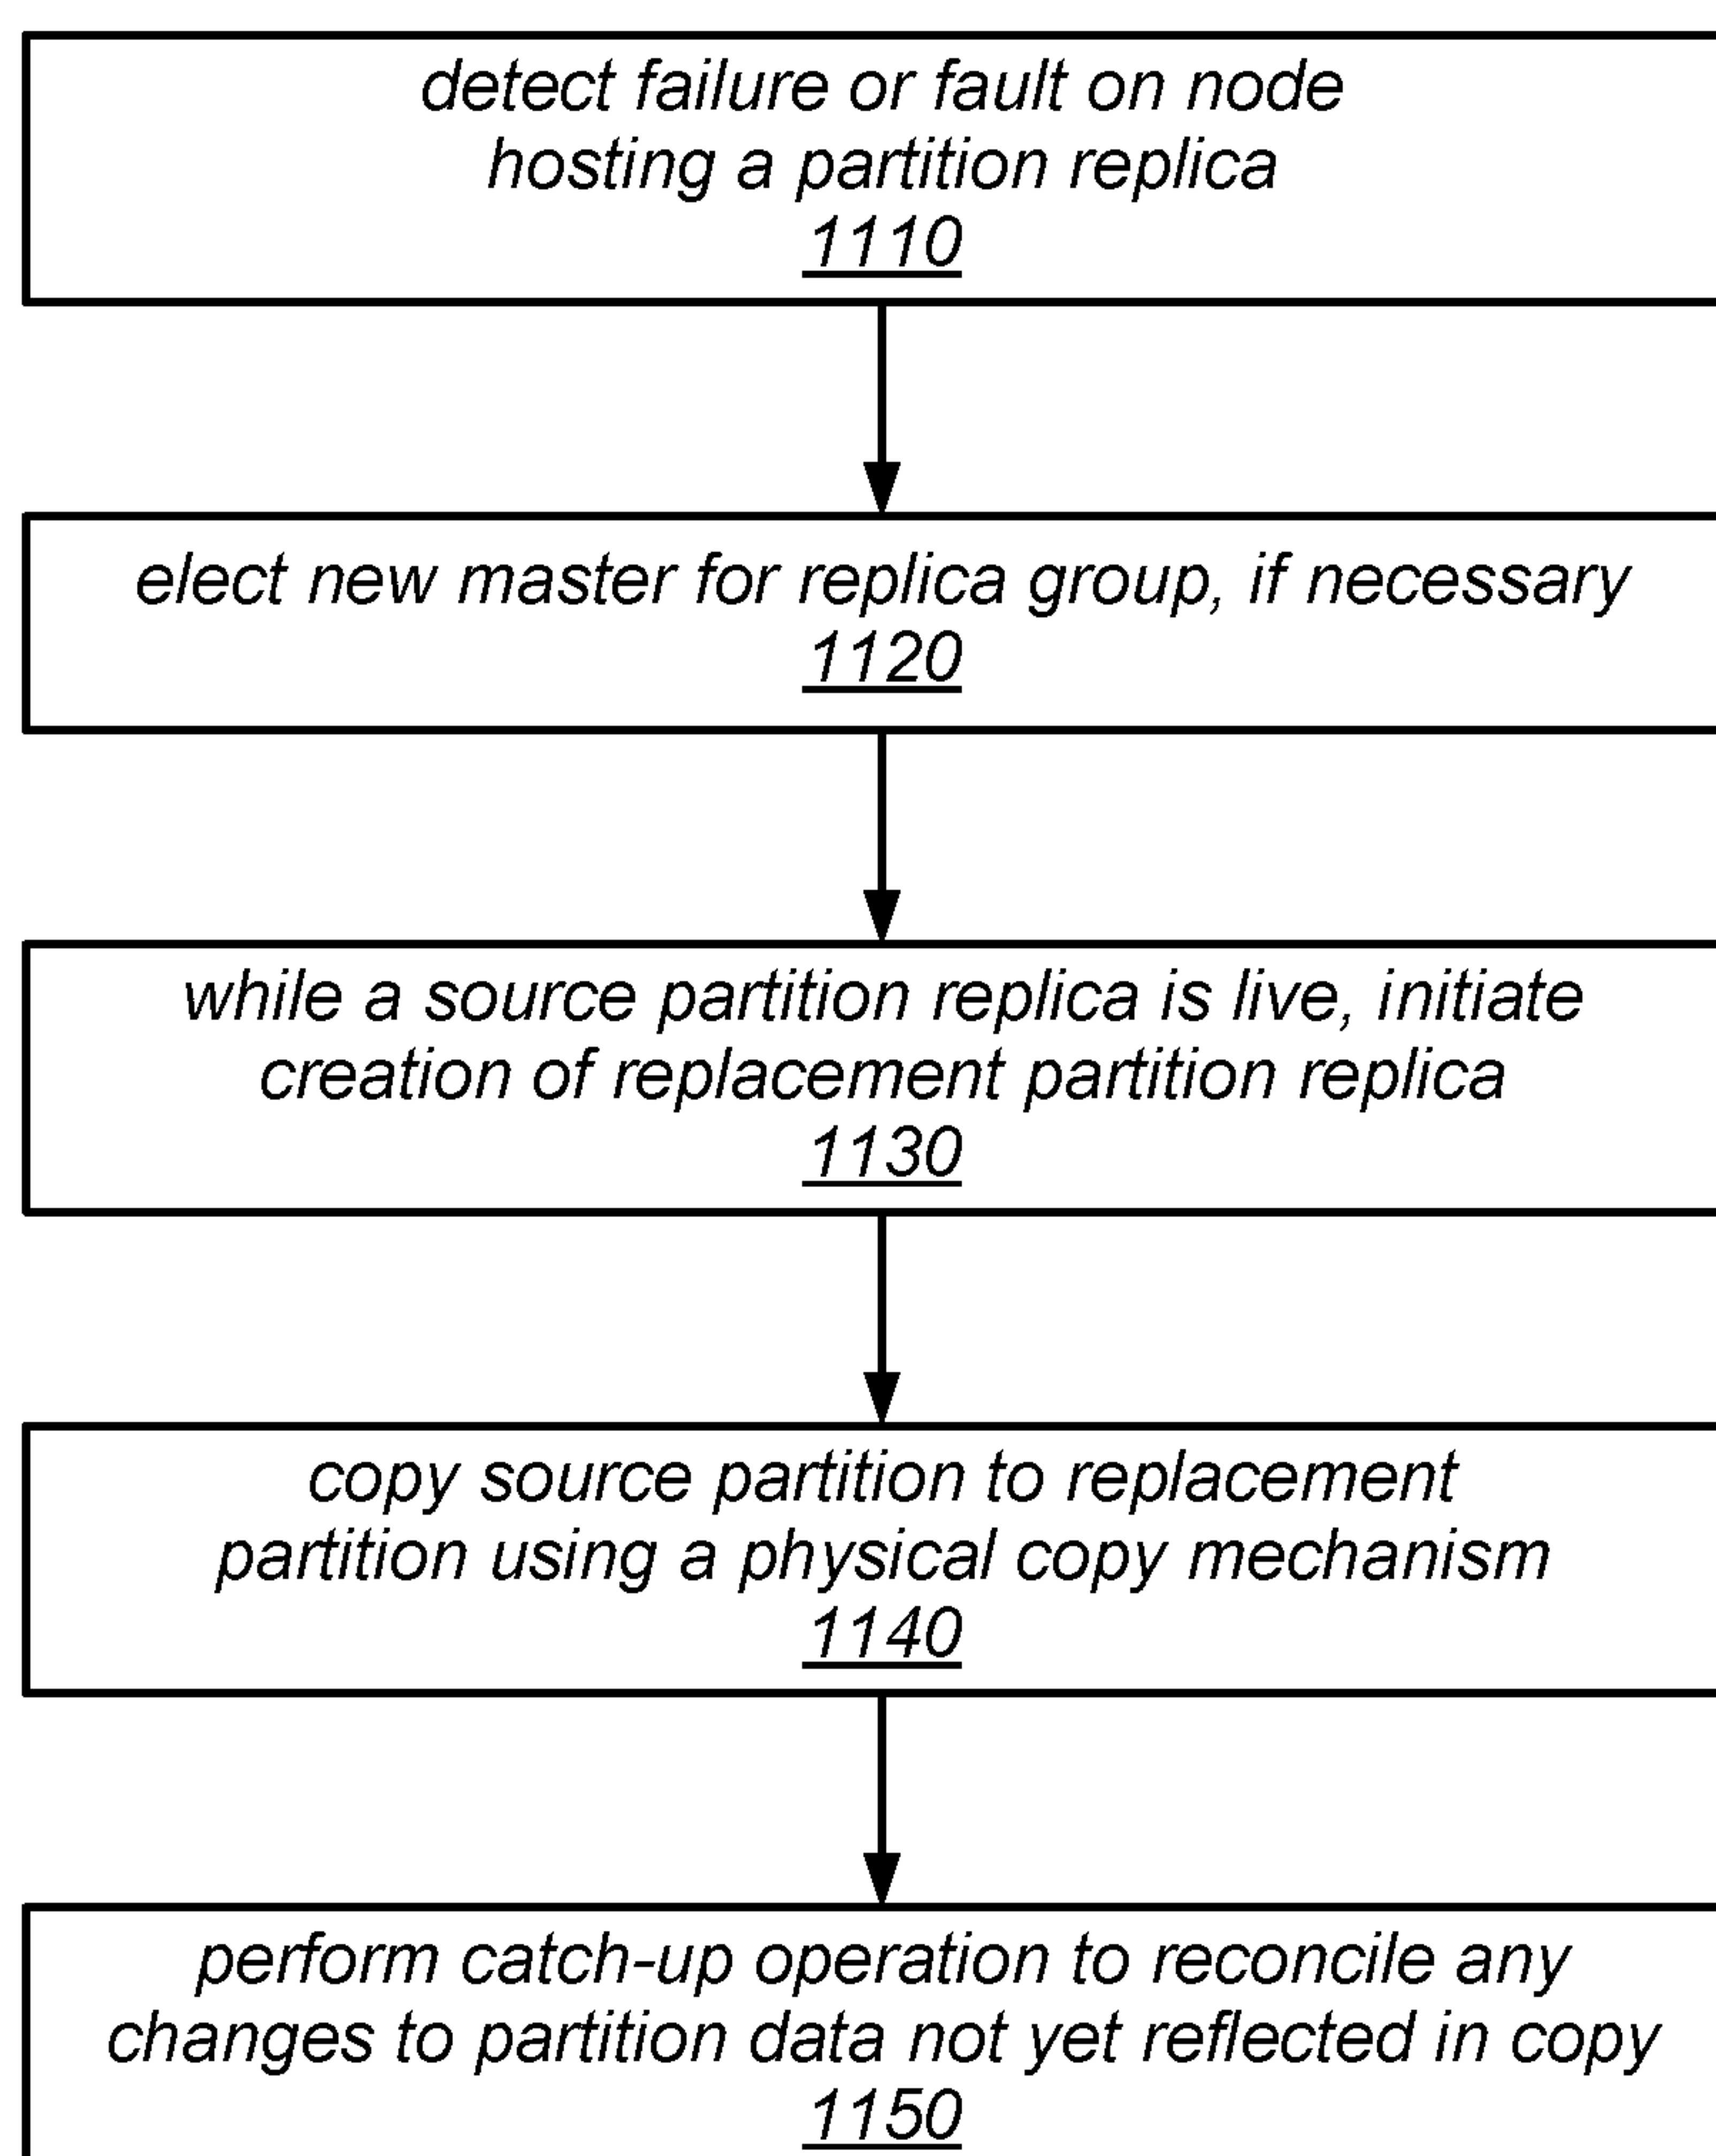 detect failure or fault on node
hosting a partition replica
1110
elect new master for replica group, if necessary
1120
while a source partition replica is live, initiate
creation of replacement partition replica
1130
copy source partition to replacement
partition using a physical copy mechanism
1140
perform catch-up operation to reconcile any
changes to partition data not yet reflected in copy
1150